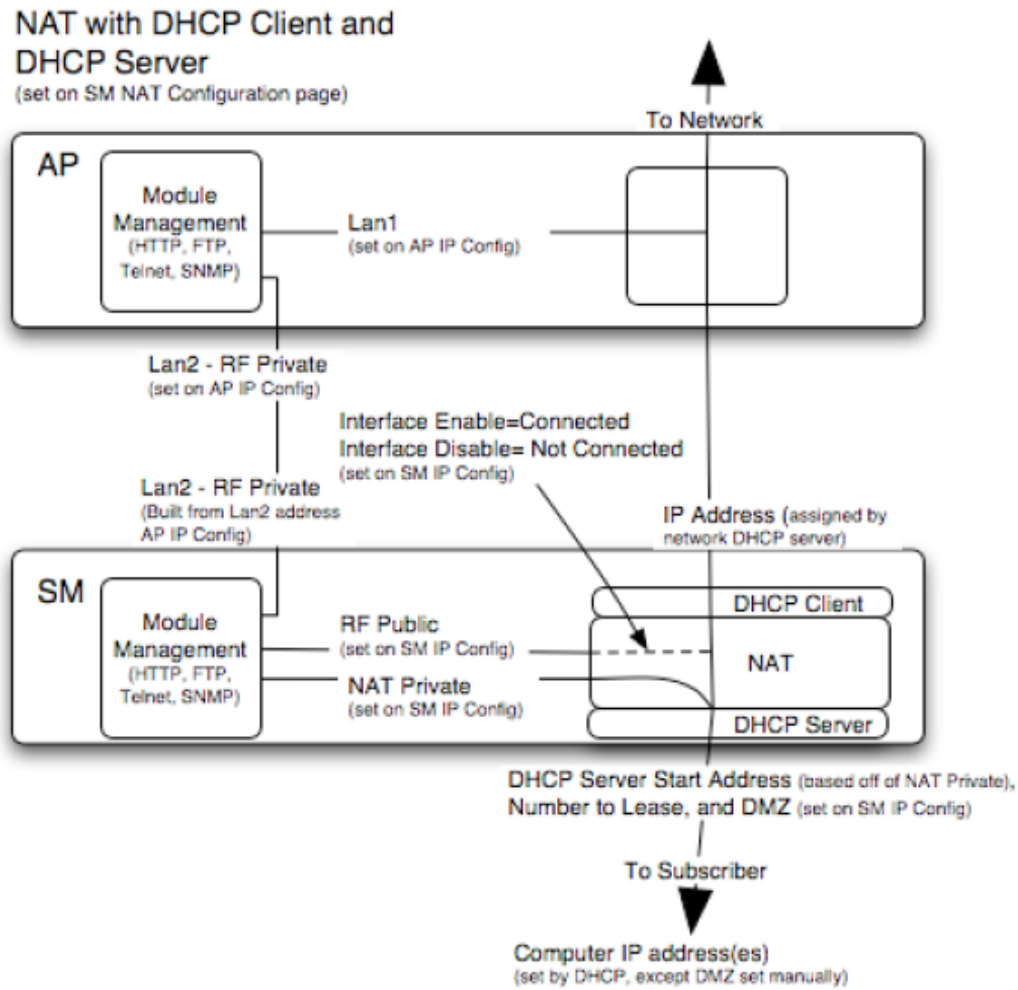 NAT with DHCP Client and
DHCP Server
(set on SM NAT Configuration page)
To Network
AP
Module
Management
(HTTP, FTP,
Telnet, SNMP)
Lan1
(set on AP IP Config)
Lan2 - RF Private
(set on AP IP Config)
Interface Enable=Connected
Interface Disable= Not Connected
(set on SM IP Config)
Lan2 - RF Private
(Built from Lan2 address
AP IP Config)
IP Address (assigned by
network DHCP server)
SM
Module
Management
(HTTP, FTP,
Telnet, SNMP)
RF Public
(set on SM IP Config)
NAT Private
(set on SM IP Config)
DHCP Client
NAT
DHCP Server
DHCP Server Start Address (based off of NAT Private),
Number to Lease, and DMZ (set on SM IP Config)
To Subscriber
Computer IP address(es)
(set by DHCP, except DMZ set manually)